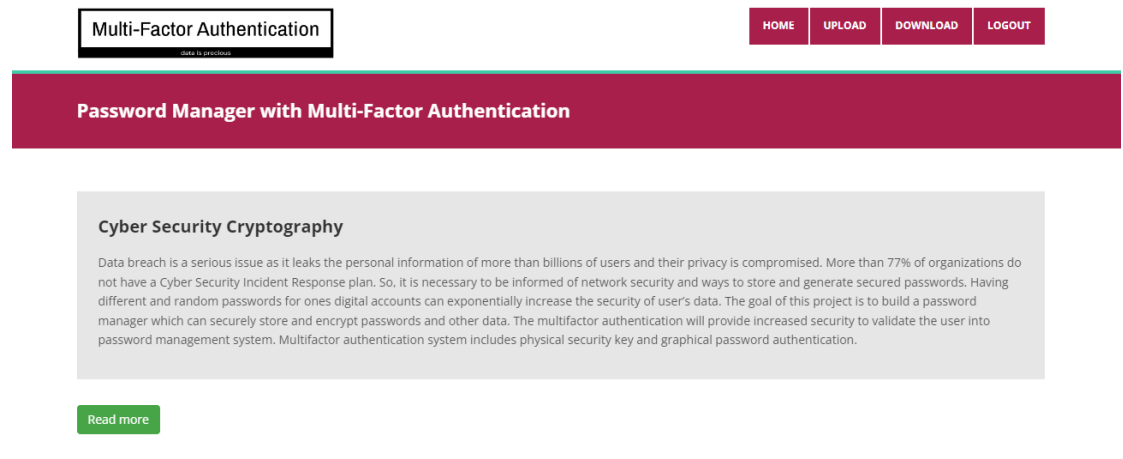 Multi-Factor Authentication
data is precious
HOME UPLOAD DOWNLOAD LOGOUT
Password Manager with Multi-Factor Authentication
Cyber Security Cryptography
Data breach is a serious issue as it leaks the personal information of more than billions of users and their privacy is compromised. More than 77% of organizations do
not have a Cyber Security Incident Response plan. So, it is necessary to be informed of network security and ways to store and generate secured passwords. Having
different and random passwords for ones digital accounts can exponentially increase the security of user's data. The goal of this project is to build a password
manager which can securely store and encrypt passwords and other data. The multifactor authentication will provide increased security to validate the user into
password management system. Multifactor authentication system includes physical security key and graphical password authentication.
Read more